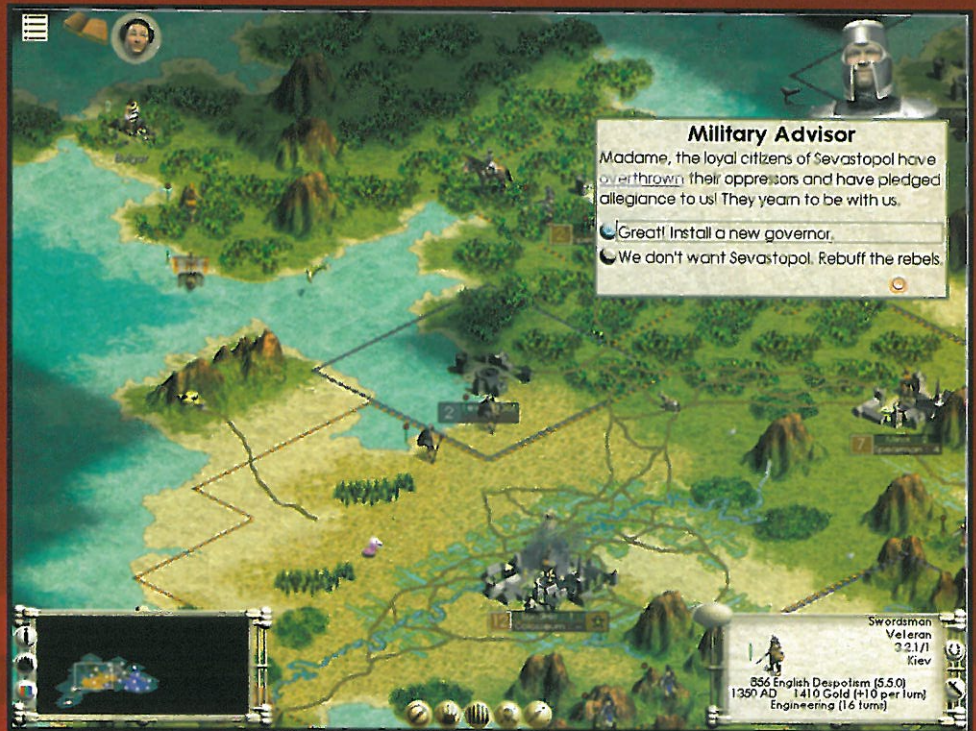 Military Advisor
Madame, the loyal citizens of Sevastopol have
overthrown their oppressors and have pledged
allegiance to us! They yearn to be with us.
Great! Install a new governor.
We don't want Sevastopol. Rebuff the rebels.
2
7
12
Swordsman
Veteran
3.2.1/1
Kiev
856 English Despotism (5.5.0)
1350 AD 1410 Gold (+10 per turn)
Engineering (16 turns)